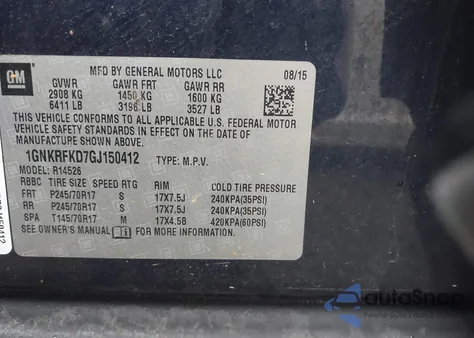 GM
MFD BY GENERAL MOTORS LLC 08/15
GVWR GAWR FRT GAWR RR
2908 KG 1450 KG 1600 KG
6411 LB 3196 LB 3527 LB
THIS VEHICLE CONFORMS TO ALL APPLICABLE U.S. FEDERAL MOTOR
VEHICLE SAFETY STANDARDS IN EFFECT ON THE DATE OF
MANUFACTURE SHOWN ABOVE.
1GNKRFKD7GJ150412 TYPE: M.P.V.
MODEL: R14526
RBBC TIRE SIZE SPEED RTG RIM COLD TIRE PRESSURE
FRT P245/70R17 S 17X7.5J 240KPA(35PSI)
RR P245/70R17 S 17X7.5J 240KPA(35PSI)
SPA T145/70R17 M 17X4.5B 420KPA(60PSI)
SEE OWNER'S MANUAL FOR MORE INFORMATION
autoSnap